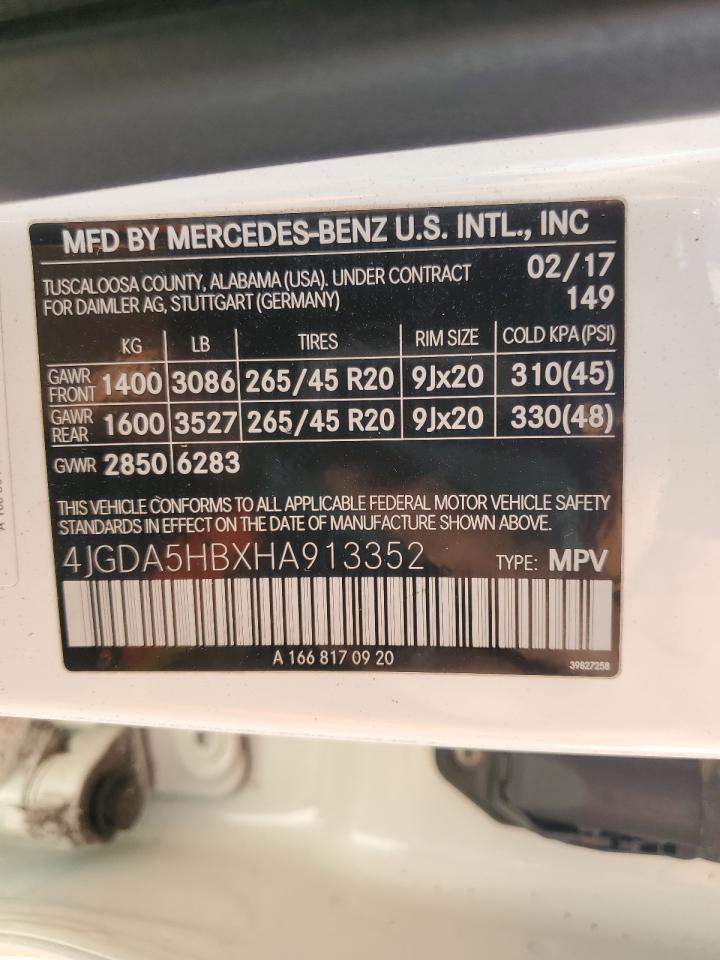 MFD BY MERCEDES-BENZ U.S. INTL., INC
TUSCALOOSA COUNTY, ALABAMA (USA). UNDER CONTRACT 02/17
FOR DAIMLER AG, STUTTGART (GERMANY) 149
KG LB TIRES RIM SIZE COLD KPA (PSI)
GAWR FRONT 1400 3086 265/45 R20 9Jx20 310(45)
GAWR REAR 1600 3527 265/45 R20 9Jx20 330(48)
GVWR 2850 6283
THIS VEHICLE CONFORMS TO ALL APPLICABLE FEDERAL MOTOR VEHICLE SAFETY
STANDARDS IN EFFECT ON THE DATE OF MANUFACTURE SHOWN ABOVE.
4JGDA5HBXHA913352 TYPE: MPV
A 166 817 09 20
39827258